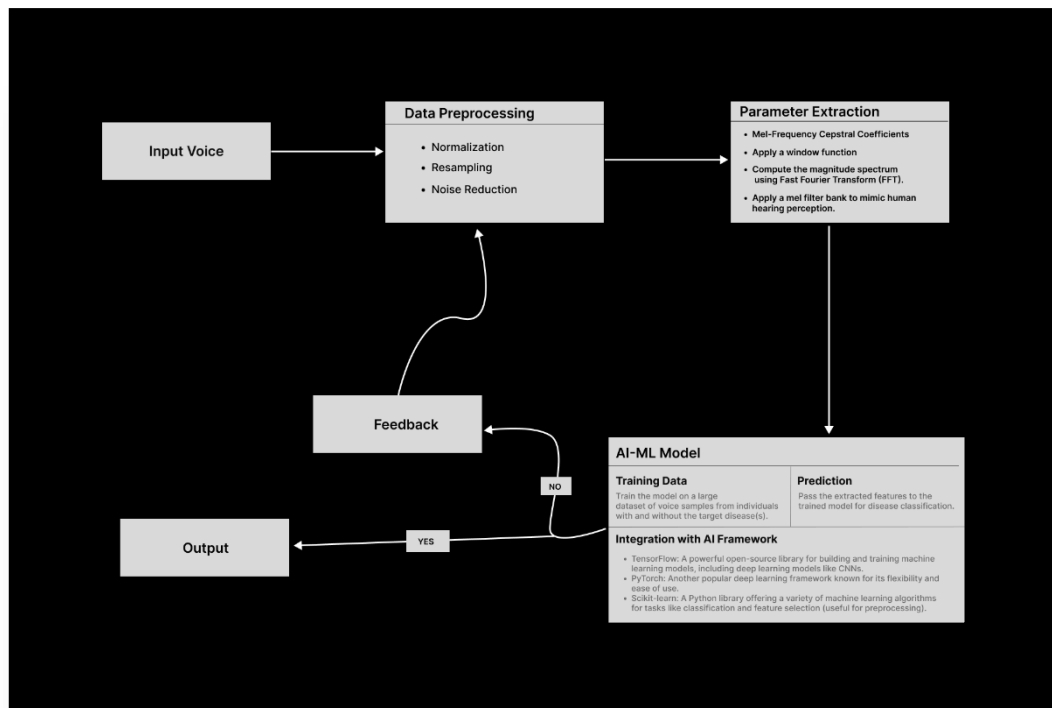 Input Voice
Data Preprocessing
• Normalization
• Resampling
• Noise Reduction
Parameter Extraction
• Mel-Frequency Cepstral Coefficients
• Apply a window function
• Compute the magnitude spectrum
using Fast Fourier Transform (FFT).
• Apply a mel filter bank to mimic human
hearing perception.
AI-ML Model
Training Data
Train the model on a large
dataset of voice samples from individuals
with and without the target disease(s).
Prediction
Pass the extracted features to the
trained model for disease classification.
Integration with AI Framework
• TensorFlow: A powerful open-source library for building and training machine
learning models, including deep learning models like CNNs.
• PyTorch: Another popular deep learning framework known for its flexibility and
ease of use.
• Scikit-learn: A Python library offering a variety of machine learning algorithms
for tasks like classification and feature selection (useful for preprocessing).
NO
Feedback
YES
Output